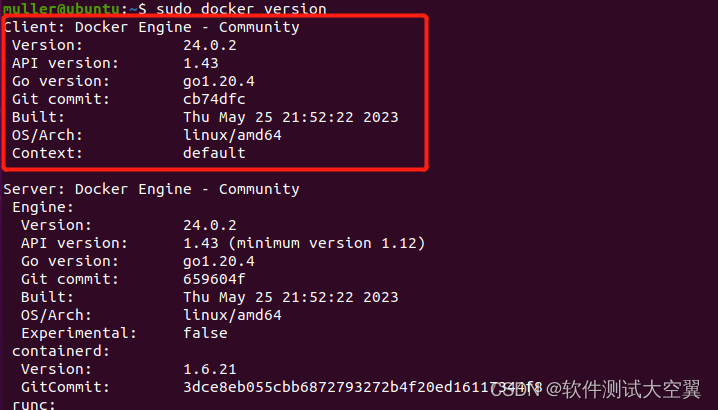 muller@ubuntu:~$ sudo docker version
Client: Docker Engine - Community
Version: 24.0.2
API version: 1.43
Go version: go1.20.4
Git commit: cb74dfc
Built: Thu May 25 21:52:22 2023
OS/Arch: linux/amd64
Context: default
Server: Docker Engine - Community
Engine:
Version: 24.0.2
API version: 1.43 (minimum version 1.12)
Go version: go1.20.4
Git commit: 659604f
Built: Thu May 25 21:52:22 2023
OS/Arch: linux/amd64
Experimental: false
containerd:
Version: 1.6.21
GitCommit: 3dce8eb055cbb6872793272b4f20ed16117344f8
runc:
CSDN @软件测试大空翼